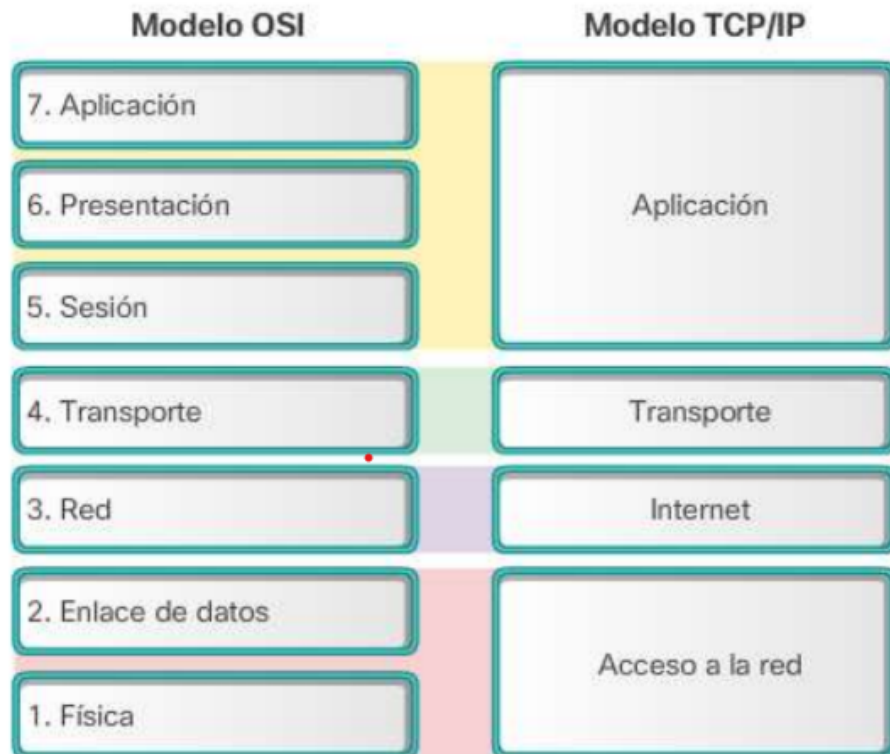 Modelo OSI
Modelo TCP/IP
7. Aplicación
6. Presentación
5. Sesión
Aplicación
4. Transporte
Transporte
3. Red
Internet
2. Enlace de datos
1. Física
Acceso a la red